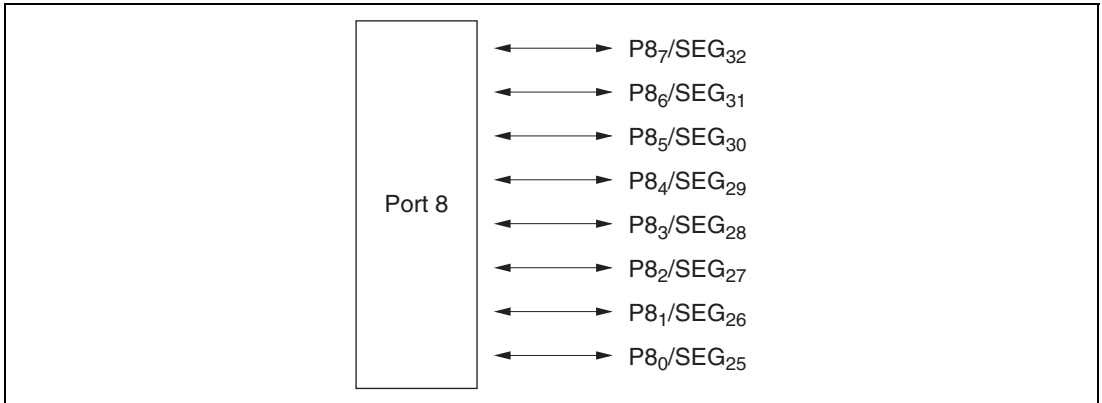 P8₇/SEG₃₂
P8₆/SEG₃₁
P8₅/SEG₃₀
P8₄/SEG₂₉
Port 8
P8₃/SEG₂₈
P8₂/SEG₂₇
P8₁/SEG₂₆
P8₀/SEG₂₅